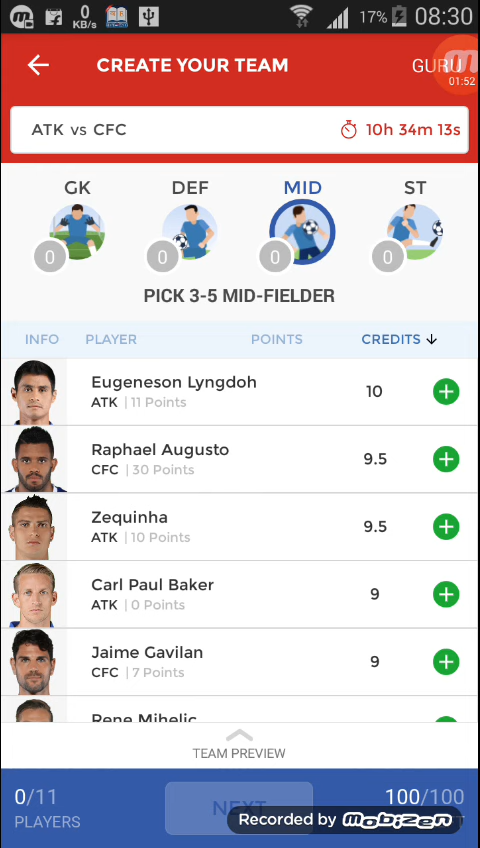 0
KB/s
17%
08:30
CREATE YOUR TEAM
GURU
01:52
ATK vs CFC
10h 34m 13s
GK DEF MID ST
0 0 0 0
PICK 3-5 MID-FIELDER
INFO PLAYER POINTS CREDITS
Eugeneson Lyngdoh
ATK | 11 Points
10
Raphael Augusto
CFC | 30 Points
9.5
Zequinha
ATK | 10 Points
9.5
Carl Paul Baker
ATK | 0 Points
9
Jaime Gavilan
CFC | 7 Points
9
Rene Mihelic
TEAM PREVIEW
0/11
PLAYERS
NEXT
100/100
Recorded by Mobizen